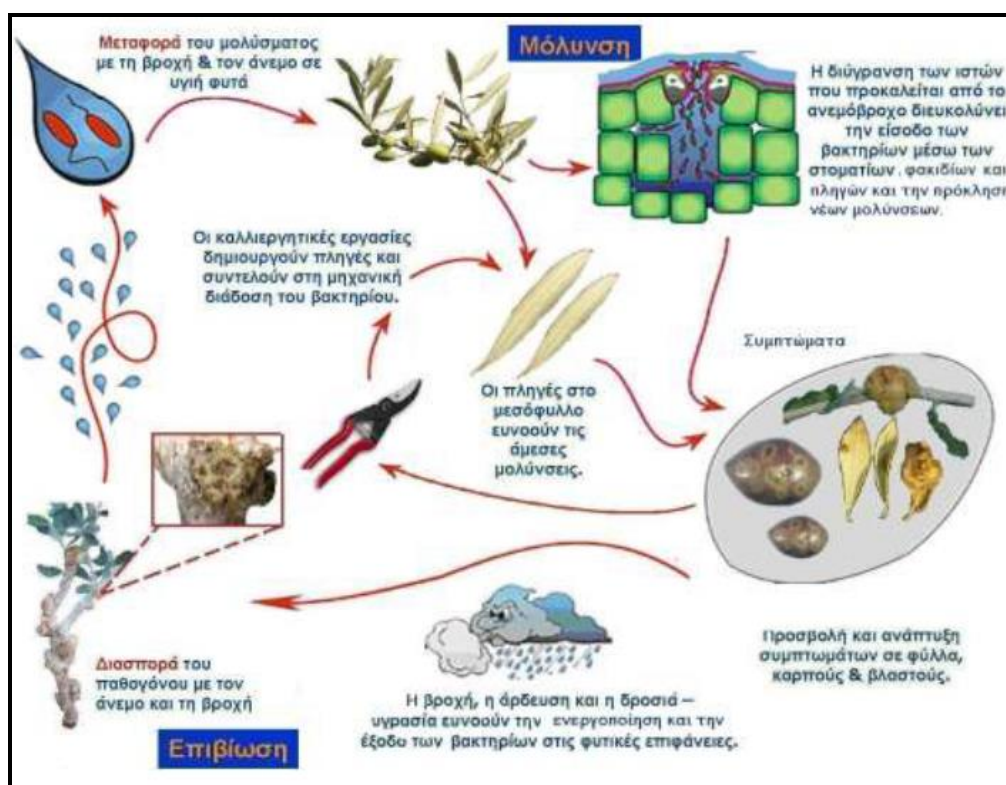 Μεταφορά του μολύσματος
με τη βροχή & τον άνεμο σε
υγιή φυτά
Μόλυνση
Η διύγρανση των ιστών
που προκαλείται από το
ανεμόβροχο διευκολύνει
την είσοδο των
βακτηρίων μέσω των
στοματίων, φακιδίων και
πληγών και την πρόκληση
νέων μολύνσεων.
Οι καλλιεργητικές εργασίες
δημιουργούν πληγές και
συντελούν στη μηχανική
διάδοση του βακτηρίου.
Οι πληγές στο
μεσόφυλλο
ευνοούν τις
άμεσες
μολύνσεις.
Συμπτώματα
Προσβολή και ανάπτυξη
συμπτωμάτων σε φύλλα,
καρπούς & βλαστούς.
Διασπορά του
παθογόνου με τον
άνεμο και τη βροχή
Η βροχή, η άρδευση και η δροσιά –
υγρασία ευνοούν την ενεργοποίηση και την
έξοδο των βακτηρίων στις φυτικές επιφάνειες.
Επιβίωση